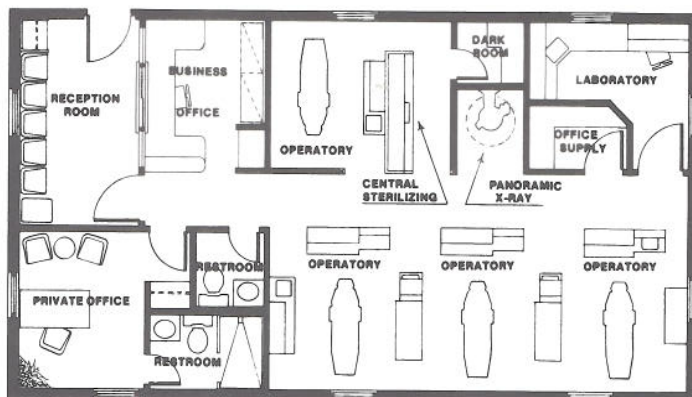 DARK
ROOM
BUSINESS
OFFICE
LABORATORY
RECEPTION
ROOM
OPERATORY
OFFICE
SUPPLY
CENTRAL
STERILIZING
PANORAMIC
X-RAY
RESTROOM
OPERATORY
OPERATORY
OPERATORY
PRIVATE OFFICE
RESTROOM